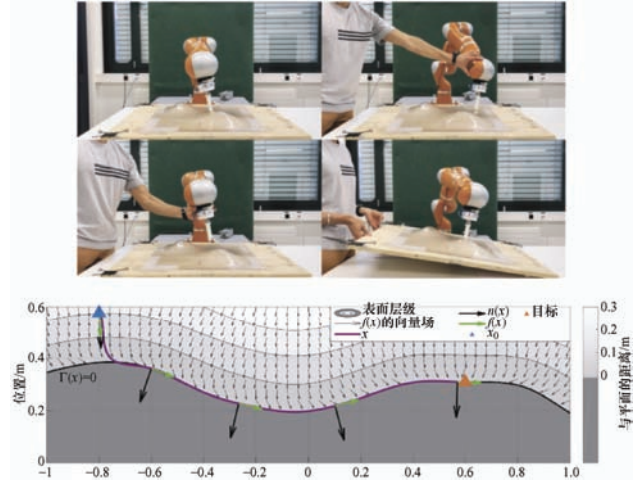 0.6
0.4
0.2
0
位置/m
表面层级
f(x)的向量场
x
n(x)
f(x)
x₀
目标
Γ(x)=0
-1 -0.8 -0.6 -0.4 -0.2 0 0.2 0.4 0.6 0.8 1.0
0.3
0.2
0.1
0
与平面的距离/m